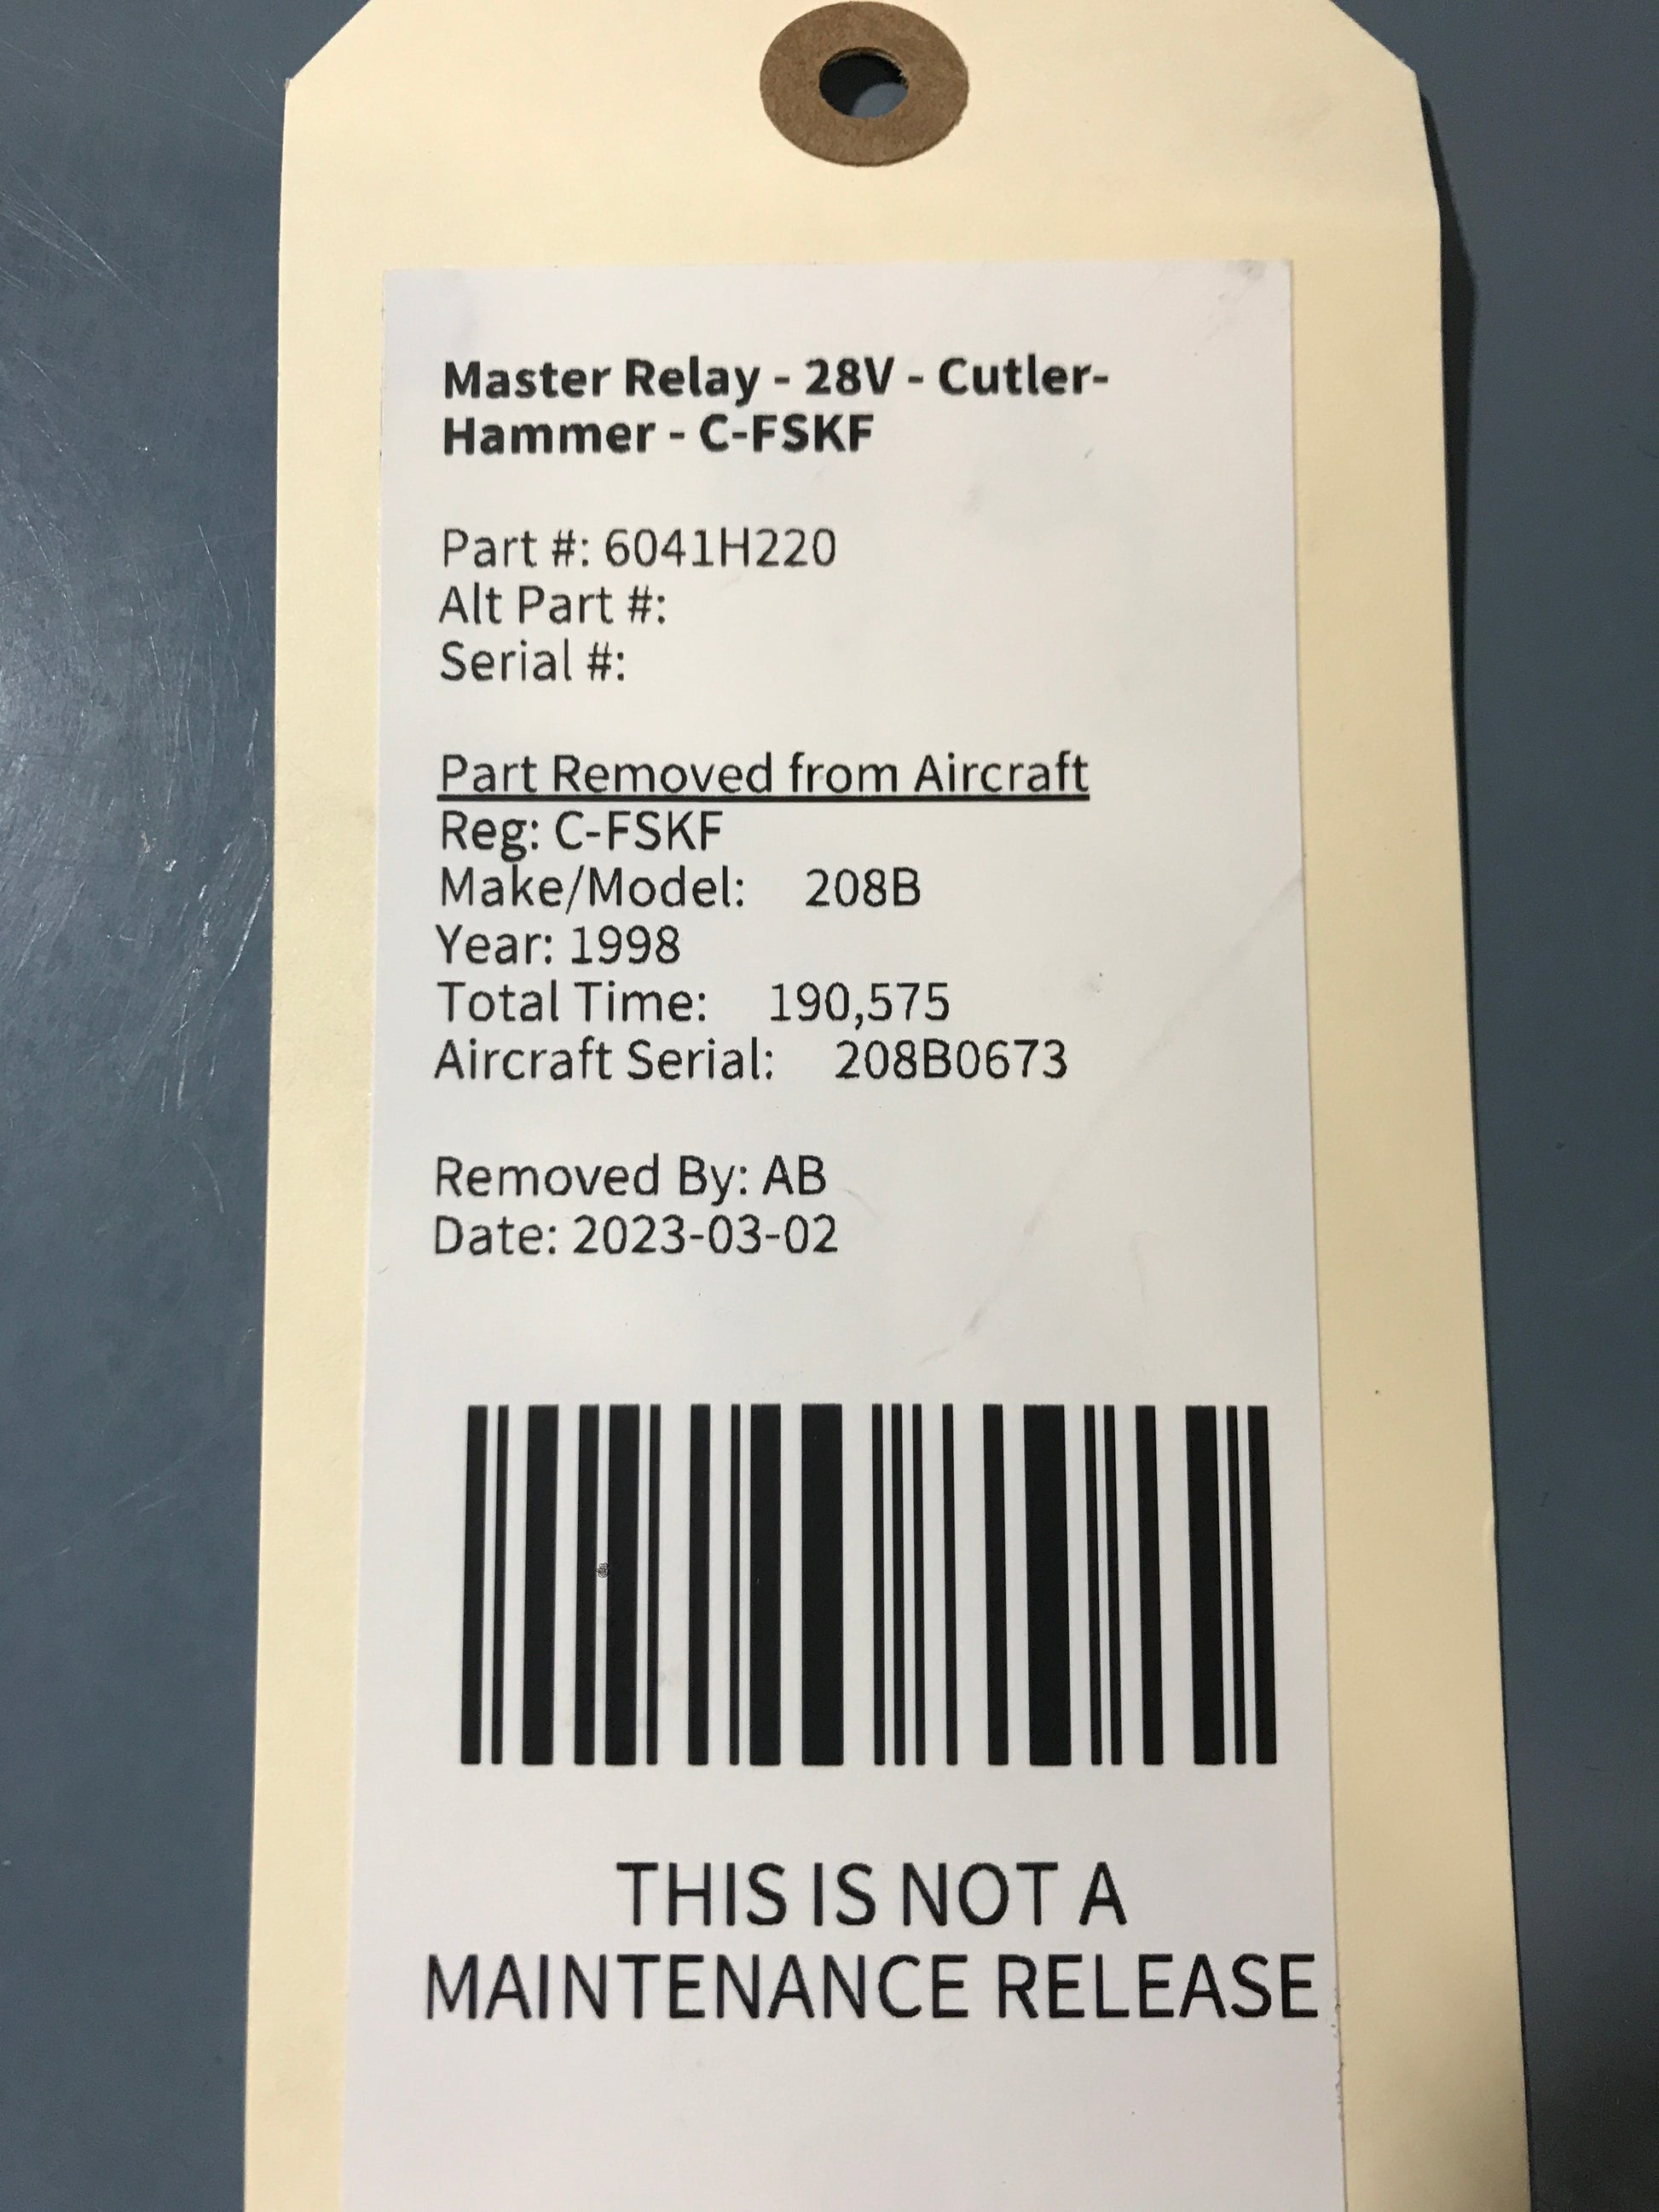 Master Relay - 28V - Cutler-
Hammer - C-FSKF
Part #: 6041H220
Alt Part #:
Serial #:
Part Removed from Aircraft
Reg: C-FSKF
Make/Model: 208B
Year: 1998
Total Time: 190,575
Aircraft Serial: 208B0673
Removed By: AB
Date: 2023-03-02
THIS IS NOT A
MAINTENANCE RELEASE